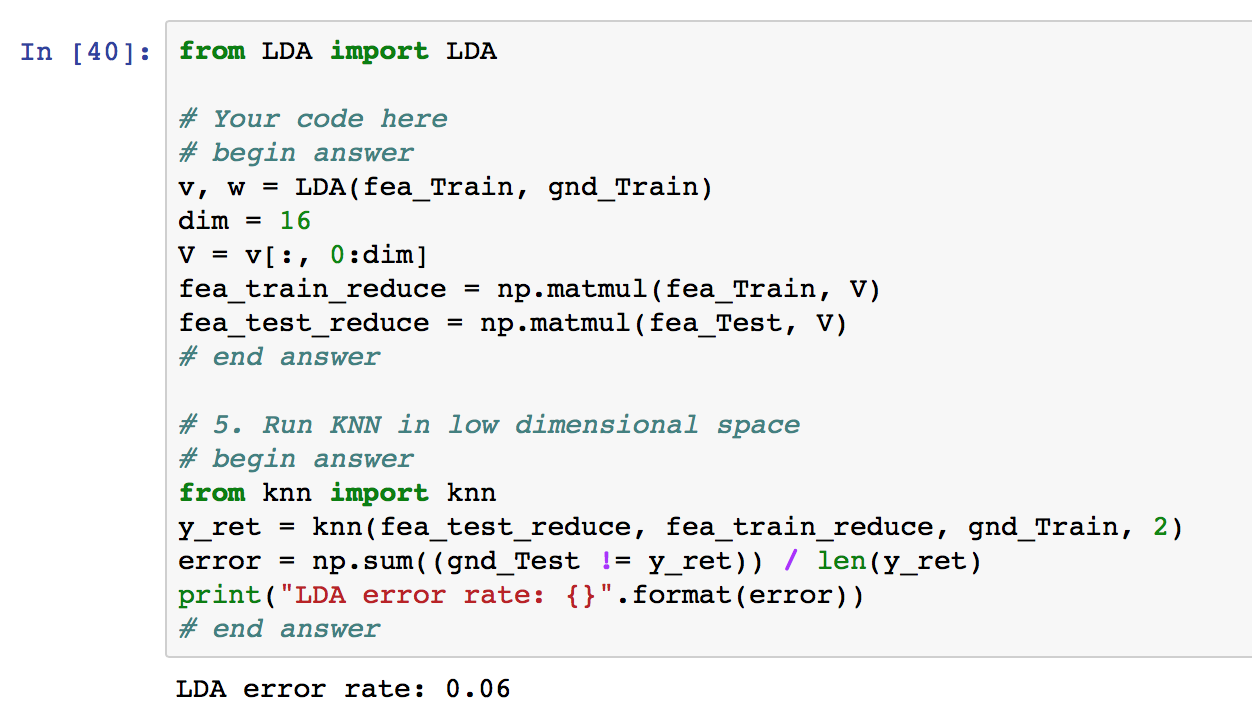 In [40]: from LDA import LDA
# Your code here
# begin answer
v, w = LDA(fea_Train, gnd_Train)
dim = 16
V = v[:, 0:dim]
fea_train_reduce = np.matmul(fea_Train, V)
fea_test_reduce = np.matmul(fea_Test, V)
# end answer
# 5. Run KNN in low dimensional space
# begin answer
from knn import knn
y_ret = knn(fea_test_reduce, fea_train_reduce, gnd_Train, 2)
error = np.sum((gnd_Test != y_ret)) / len(y_ret)
print("LDA error rate: {}".format(error))
# end answer
LDA error rate: 0.06